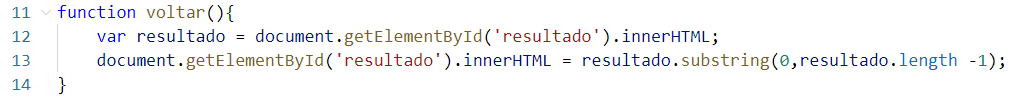 11 function voltar(){
12     var resultado = document.getElementById('resultado').innerHTML;
13     document.getElementById('resultado').innerHTML = resultado.substring(0,resultado.length -1);
14 }